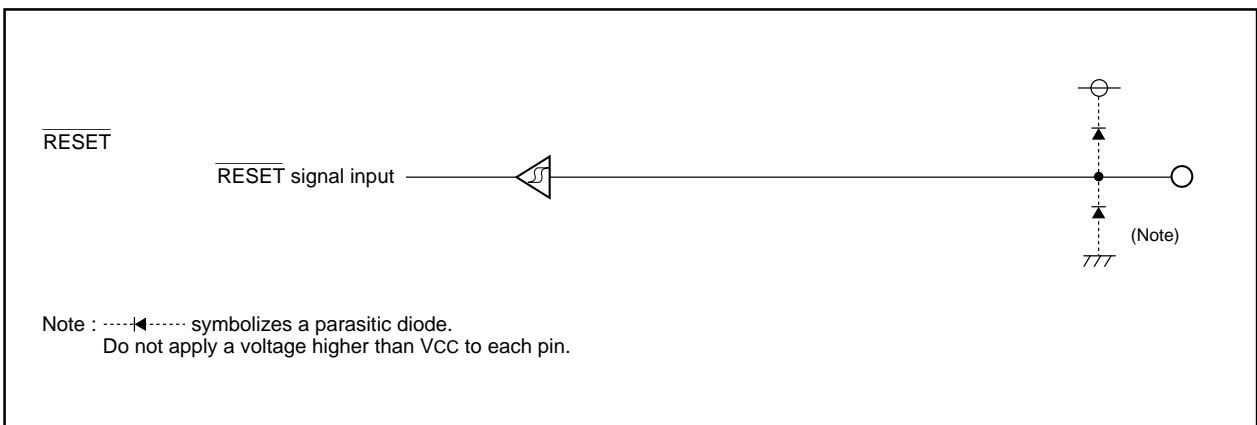 RESET
RESET signal input
(Note)
Note : symbolizes a parasitic diode.
Do not apply a voltage higher than VCC to each pin.